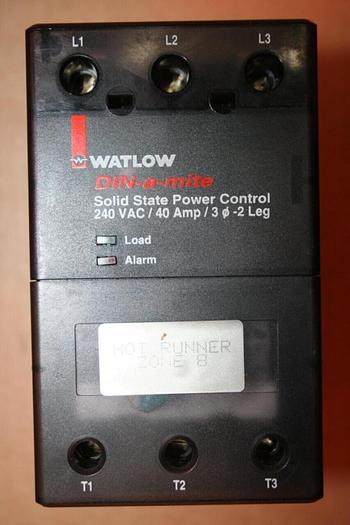 L1 L2 L3
WATLOW
DIN-a-mite
Solid State Power Control
240 VAC / 40 Amp / 3 ϕ -2 Leg
Load
Alarm
HOT RUNNER
ZONE 8
T1 T2 T3